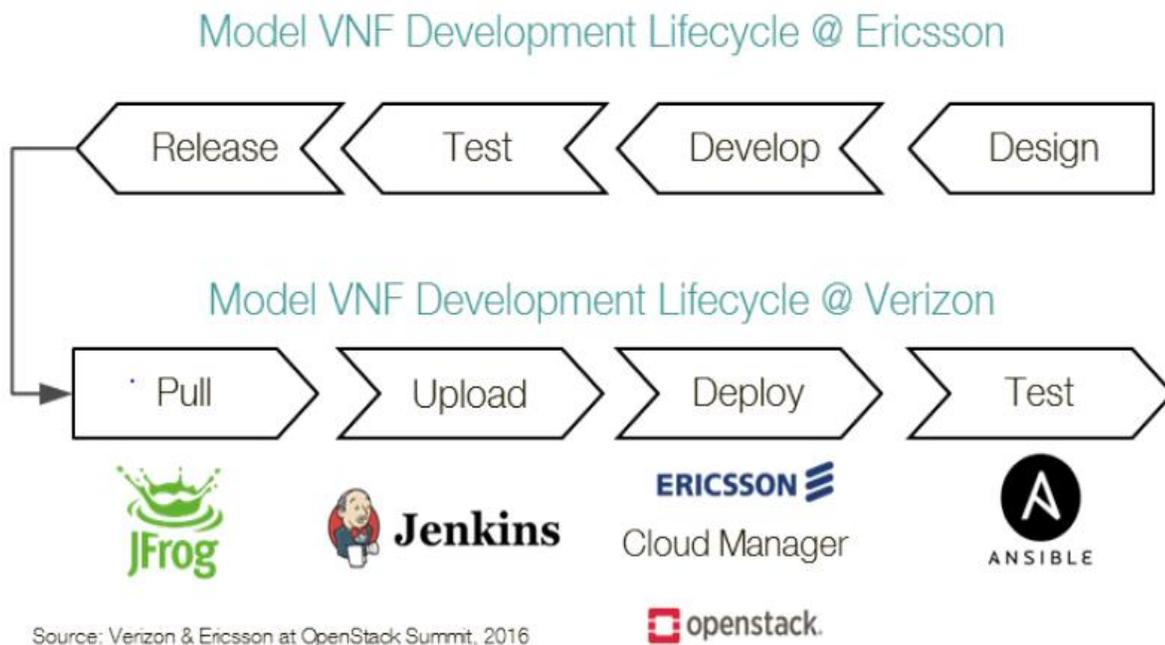 Model VNF Development Lifecycle @ Ericsson
Release Test Develop Design
Model VNF Development Lifecycle @ Verizon
Pull Upload Deploy Test
JFrog
Jenkins
ERICSSON
Cloud Manager
ANSIBLE
openstack.
Source: Verizon & Ericsson at OpenStack Summit, 2016